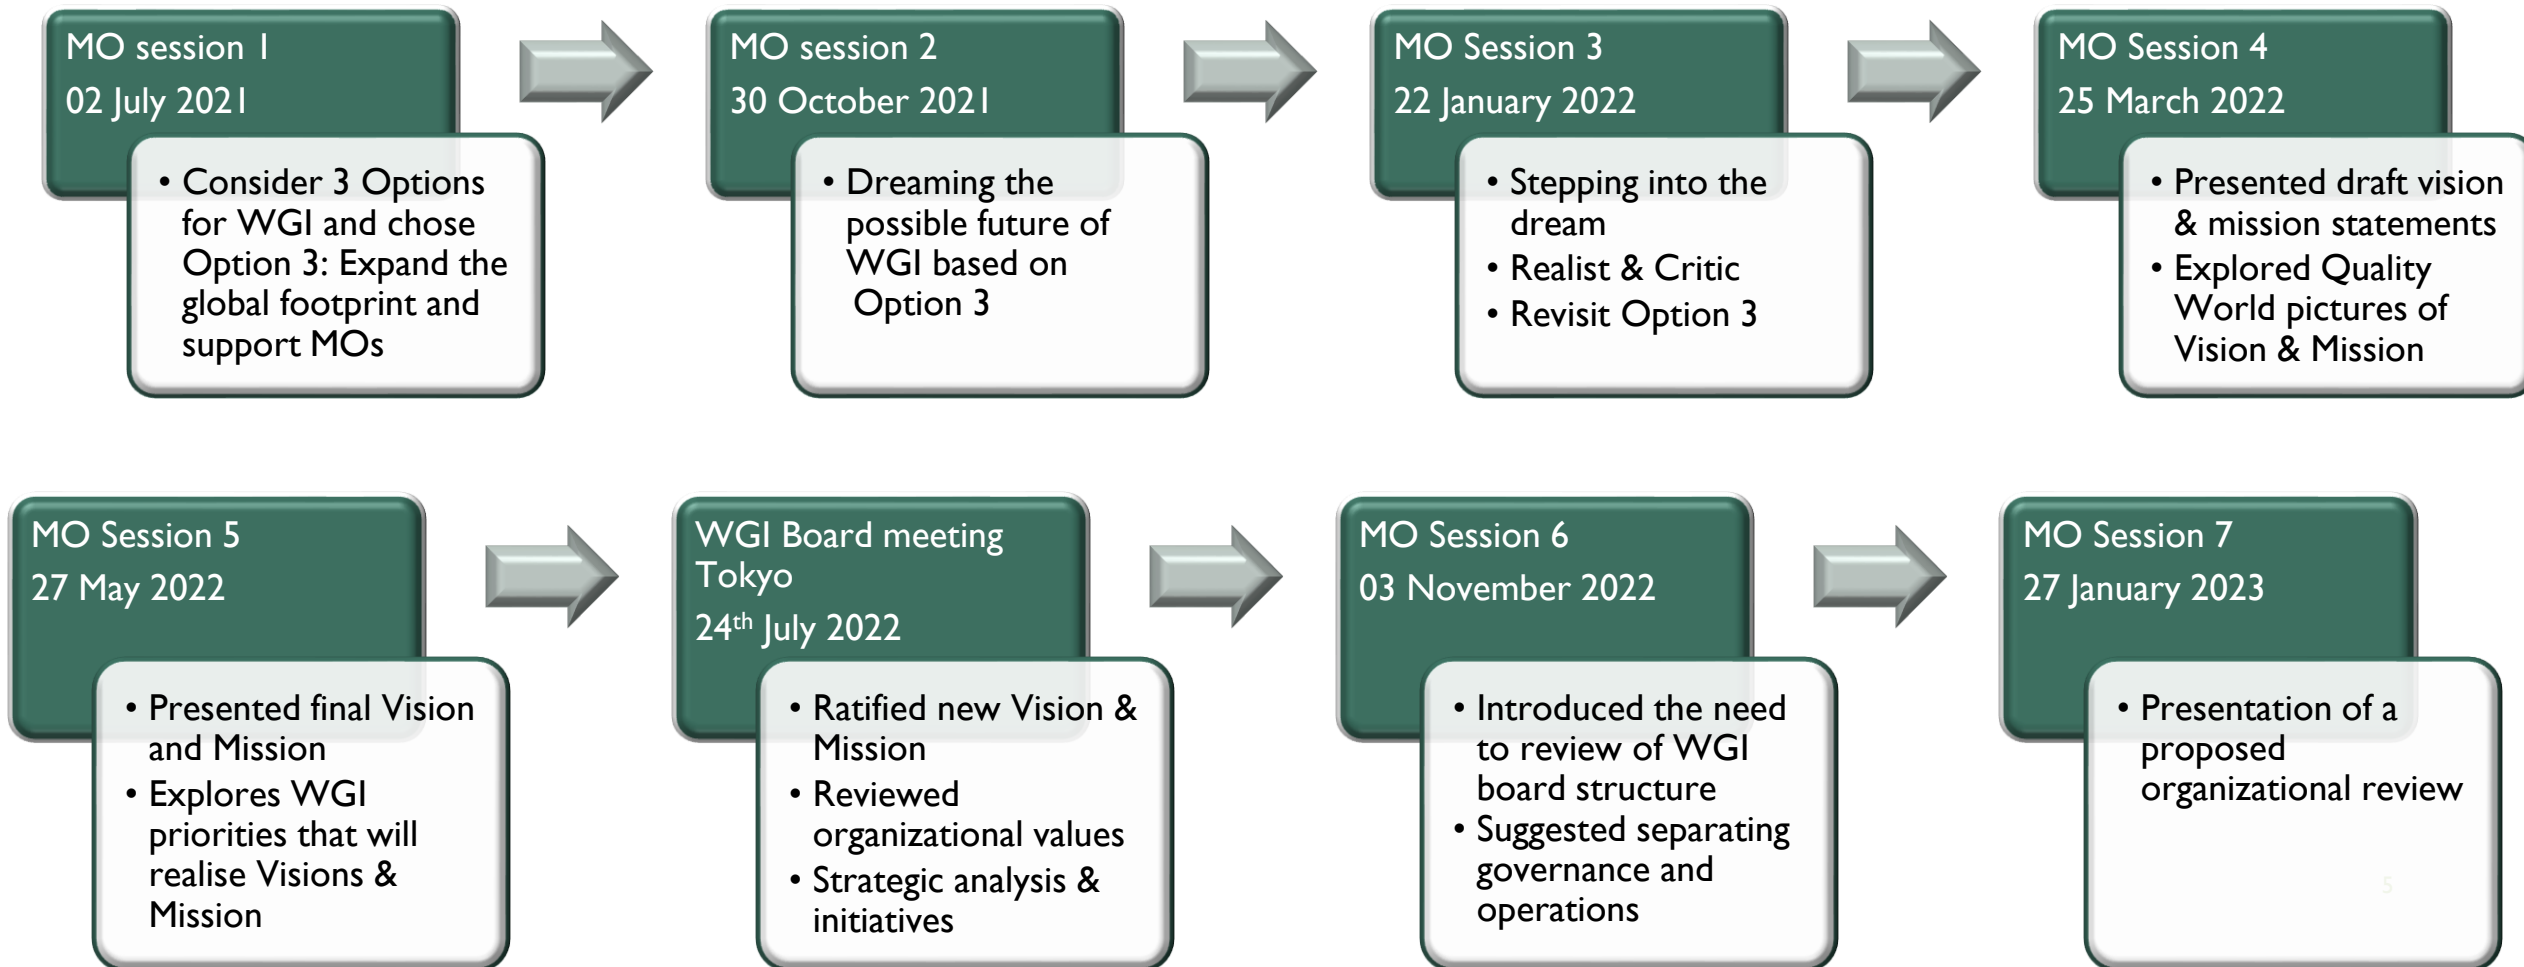 MO session 1
02 July 2021
• Consider 3 Options
for WGI and chose
Option 3: Expand the
global footprint and
support MOs
MO session 2
30 October 2021
• Dreaming the
possible future of
WGI based on
Option 3
MO Session 3
22 January 2022
• Stepping into the
dream
• Realist & Critic
• Revisit Option 3
MO Session 4
25 March 2022
• Presented draft vision
& mission statements
• Explored Quality
World pictures of
Vision & Mission
MO Session 5
27 May 2022
• Presented final Vision
and Mission
• Explores WGI
priorities that will
realise Visions &
Mission
WGI Board meeting
Tokyo
24th July 2022
• Ratified new Vision &
Mission
• Reviewed
organizational values
• Strategic analysis &
initiatives
MO Session 6
03 November 2022
• Introduced the need
to review of WGI
board structure
• Suggested separating
governance and
operations
MO Session 7
27 January 2023
• Presentation of a
proposed
organizational review
5